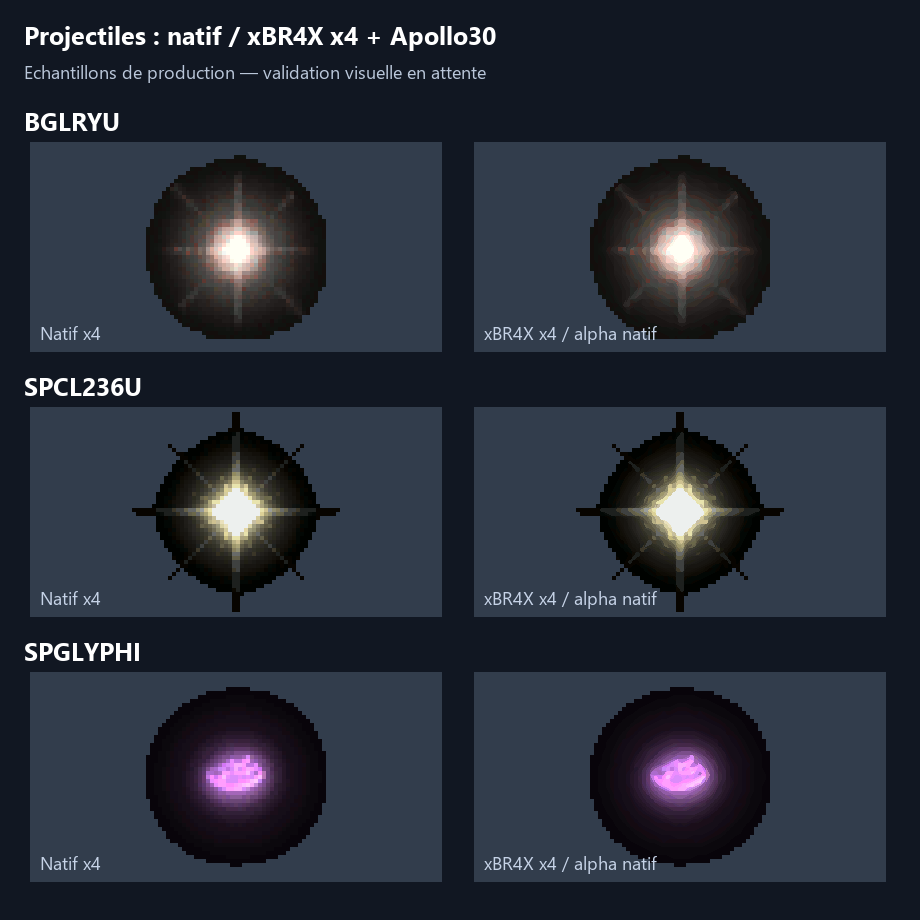 Projectiles : natif / xBR4X x4 + Apollo30
Echantillons de production — validation visuelle en attente
BGLRYU
Natif x4
xBR4X x4 / alpha natif
SPCL236U
Natif x4
xBR4X x4 / alpha natif
SPGLYPHI
Natif x4
xBR4X x4 / alpha natif